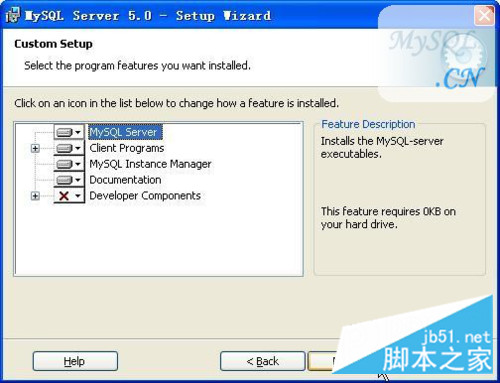 MySQL Server 5.0 - Setup Wizard
Custom Setup
Select the program features you want installed.
MySQL
.CN
Click on an icon in the list below to change how a feature is installed.
MySQL Server
Client Programs
MySQL Instance Manager
Documentation
Developer Components
Feature Description
Installs the MySQL-server
executables.
This feature requires 0KB on
your hard drive.
jb51.net
脚本之家
Help
< Back